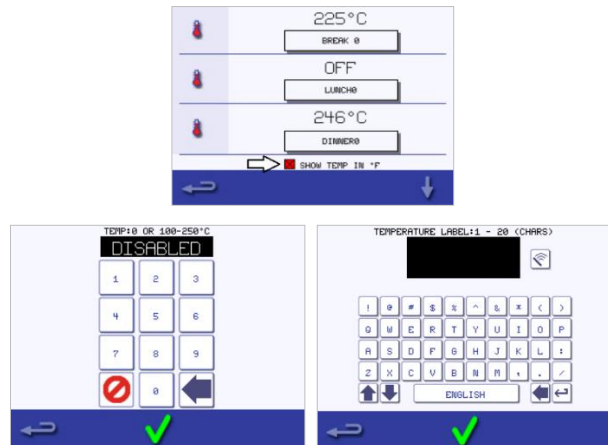 225°C
BREAK 0
OFF
LUNCH0
246°C
DINNER0
SHOW TEMP IN °F
TEMP:0 OR 100-250°C
DISABLED
1 2 3
4 5 6
7 8 9
0
TEMPERATURE LABEL:1 - 20 (CHARS)
! @ # $ % ^ & * ( )
Q W E R T Y U I O P
A S D F G H J K L :
Z X C V B N M , . /
ENGLISH